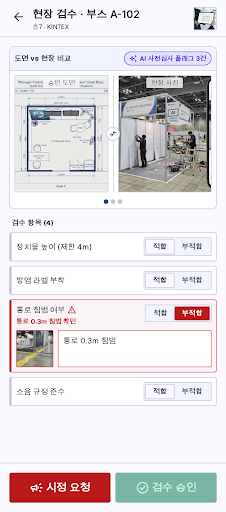 현장 검수 · 부스 A-102
홀7 · KINTEX
도면 vs 현장 비교
AI 사전심사 플래그 3건
승인 도면
현장 사진
검수 항목 (4)
장치물 높이 (제한 4m)
적합
부적합
방염 라벨 부착
적합
부적합
통로 침범 여부
적합
부적합
통로 0.3m 침범 확인
통로 0.3m 침범
소음 규정 준수
적합
부적합
시정 요청
검수 승인